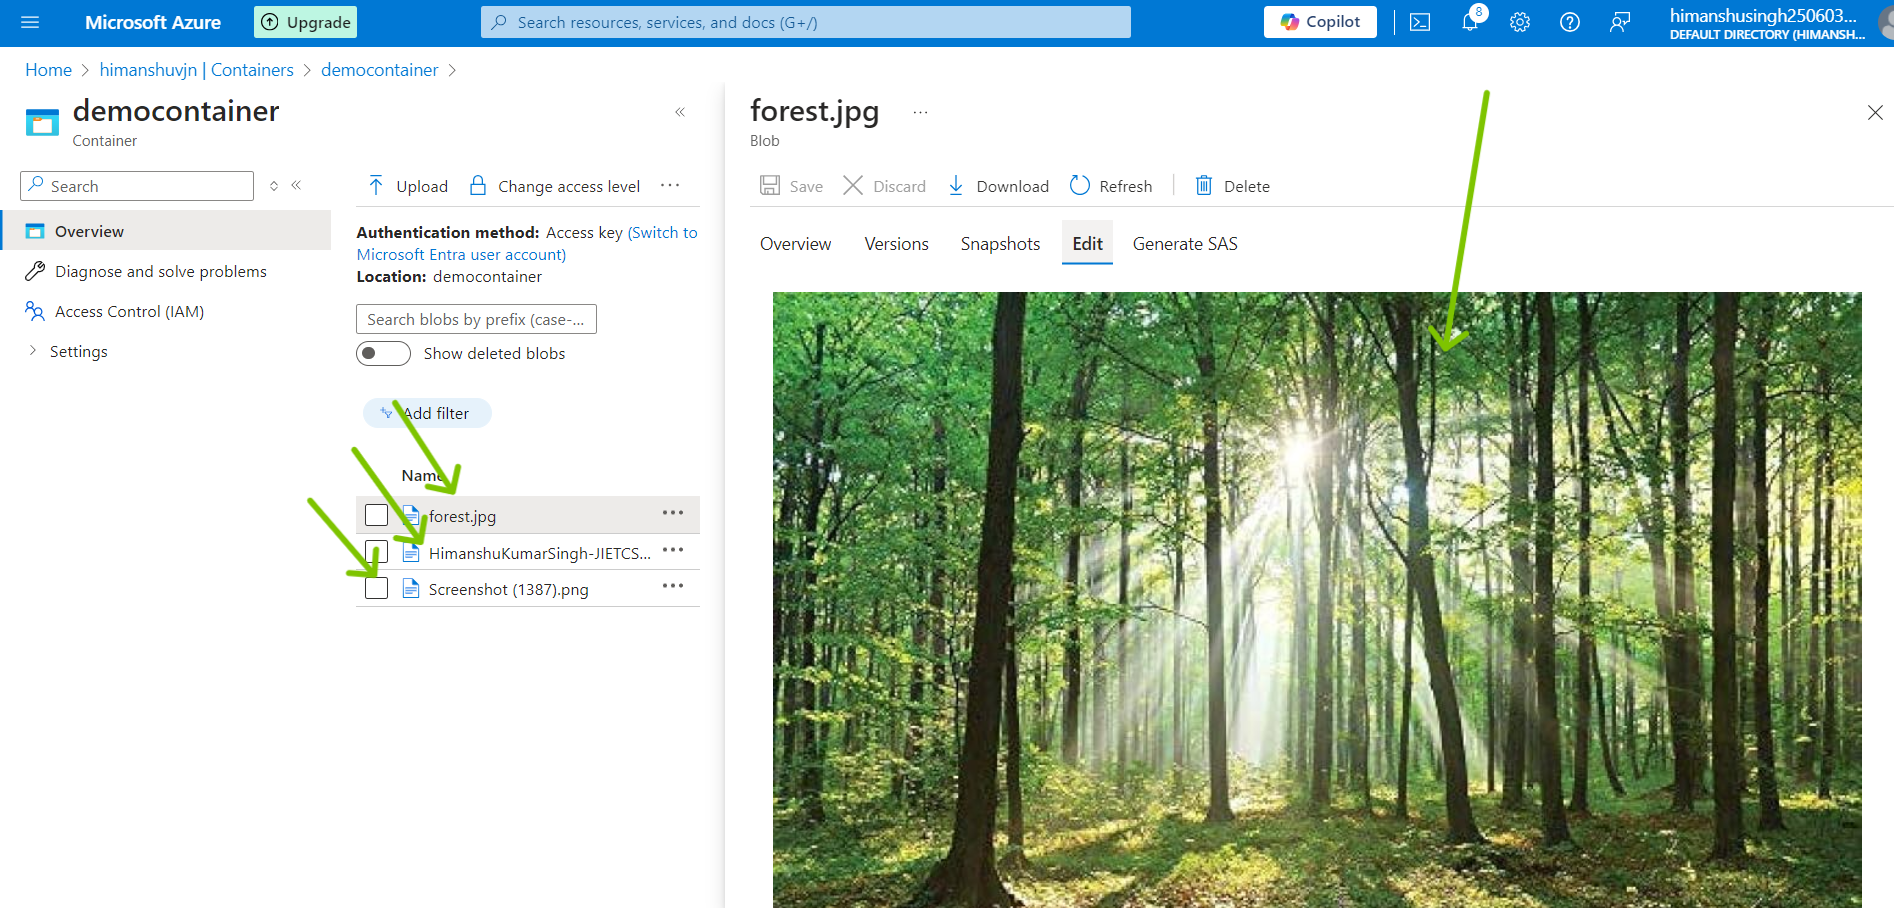 Microsoft Azure
Upgrade
Search resources, services, and docs (G+/)
Copilot
8
himanshusingh250603...
DEFAULT DIRECTORY (HIMANSH...
Home > himanshuvjn | Containers > democontainer >
democontainer
Container
Search
Overview
Diagnose and solve problems
Access Control (IAM)
Settings
Upload
Change access level
Authentication method: Access key (Switch to
Microsoft Entra user account)
Location: democontainer
Search blobs by prefix (case-...
Show deleted blobs
Add filter
Name
forest.jpg
HimanshuKumarSingh-JIETCS...
Screenshot (1387).png
forest.jpg
Blob
Save
Discard
Download
Refresh
Delete
Overview
Versions
Snapshots
Edit
Generate SAS